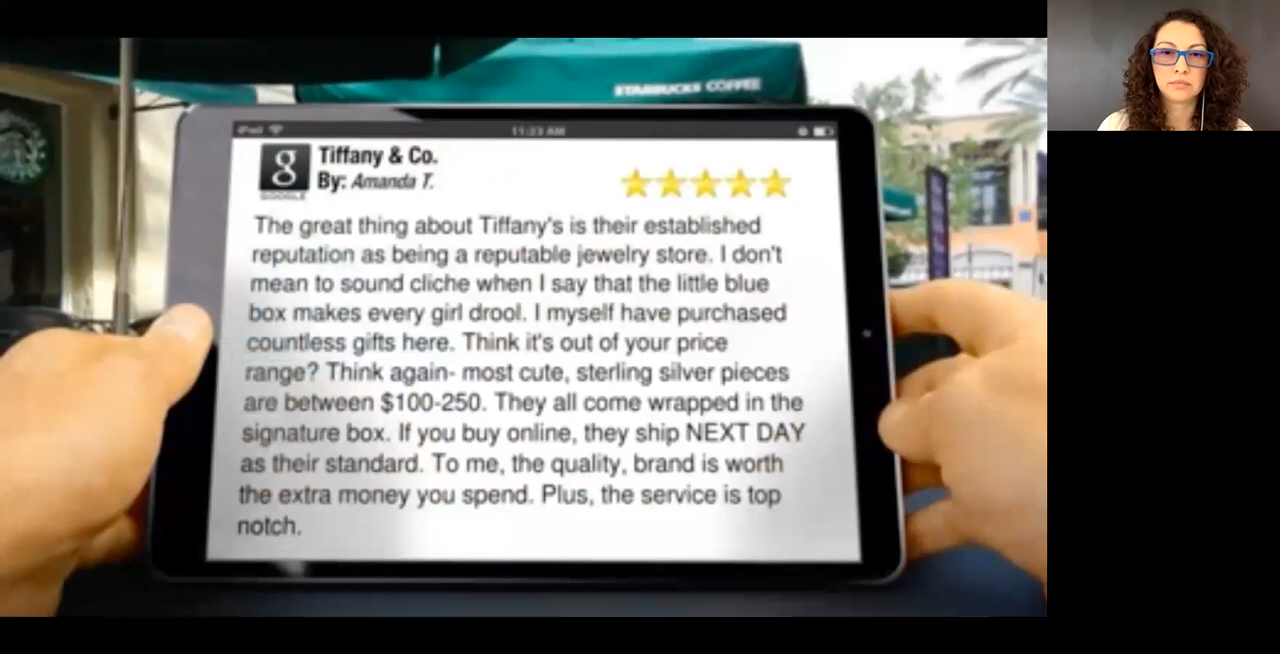 STARBUCKS COFFEE
iPad
11:23 AM
g
GOOGLE
Tiffany & Co.
By: Amanda T.
The great thing about Tiffany's is their established
reputation as being a reputable jewelry store. I don't
mean to sound cliche when I say that the little blue
box makes every girl drool. I myself have purchased
countless gifts here. Think it's out of your price
range? Think again- most cute, sterling silver pieces
are between $100-250. They all come wrapped in the
signature box. If you buy online, they ship NEXT DAY
as their standard. To me, the quality, brand is worth
the extra money you spend. Plus, the service is top
notch.